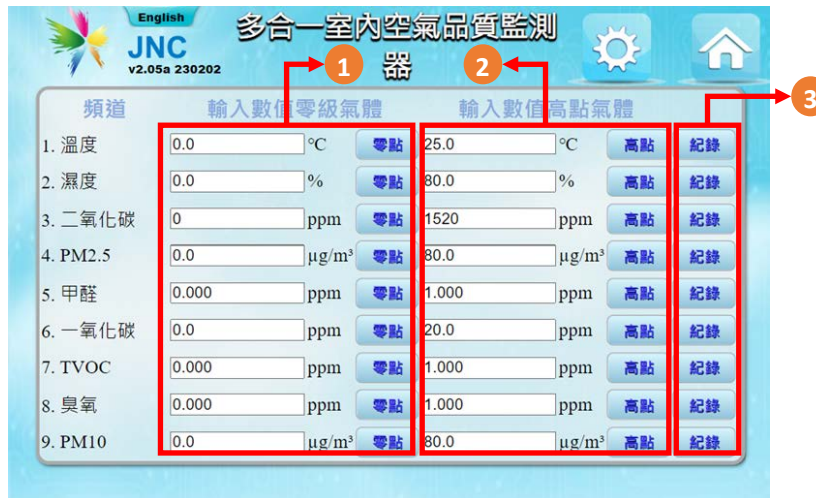 English
JNC
v2.05a 230202
多合一室內空氣品質監測
器
1
2
3
頻道 輸入數值零級氣體 輸入數值高點氣體
1. 溫度 0.0 °C 零點 25.0 °C 高點 紀錄
2. 濕度 0.0 % 零點 80.0 % 高點 紀錄
3. 二氧化碳 0 ppm 零點 1520 ppm 高點 紀錄
4. PM2.5 0.0 µg/m³ 零點 80.0 µg/m³ 高點 紀錄
5. 甲醛 0.000 ppm 零點 1.000 ppm 高點 紀錄
6. 一氧化碳 0.0 ppm 零點 20.0 ppm 高點 紀錄
7. TVOC 0.000 ppm 零點 1.000 ppm 高點 紀錄
8. 臭氧 0.000 ppm 零點 1.000 ppm 高點 紀錄
9. PM10 0.0 µg/m³ 零點 80.0 µg/m³ 高點 紀錄